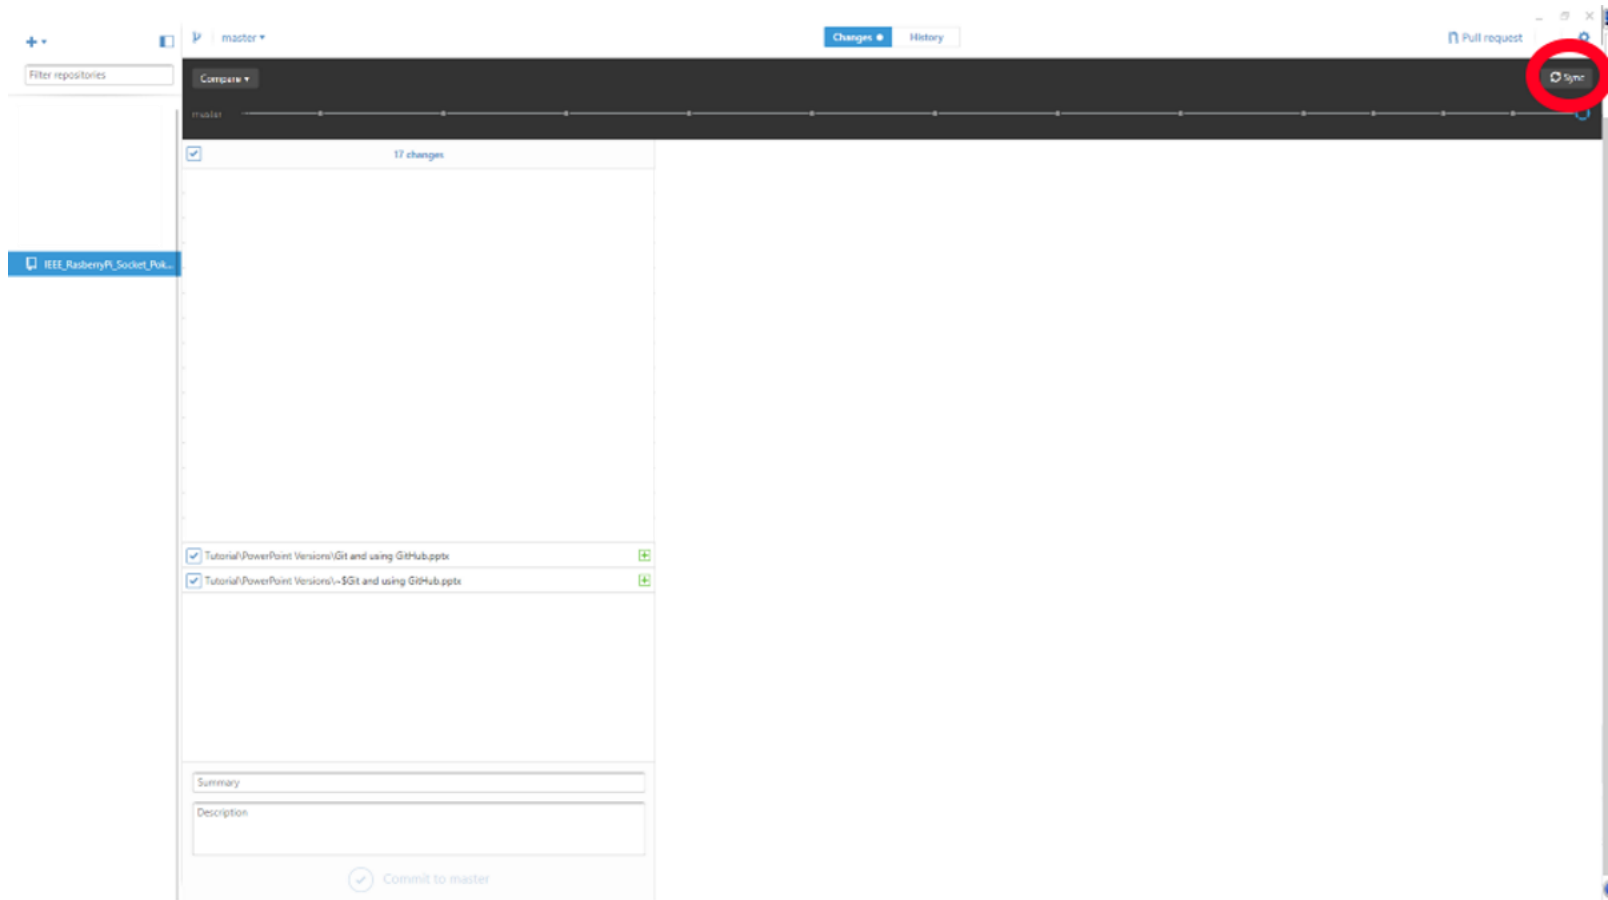 master
Changes
History
Pull request
Filter repositories
Compare
Sync
master
17 changes
IEEE_RasberryPi_Socket_Pok...
Tutorial\PowerPoint Versions\Git and using GitHub.pptx
Tutorial\PowerPoint Versions\~$Git and using GitHub.pptx
Summary
Description
Commit to master